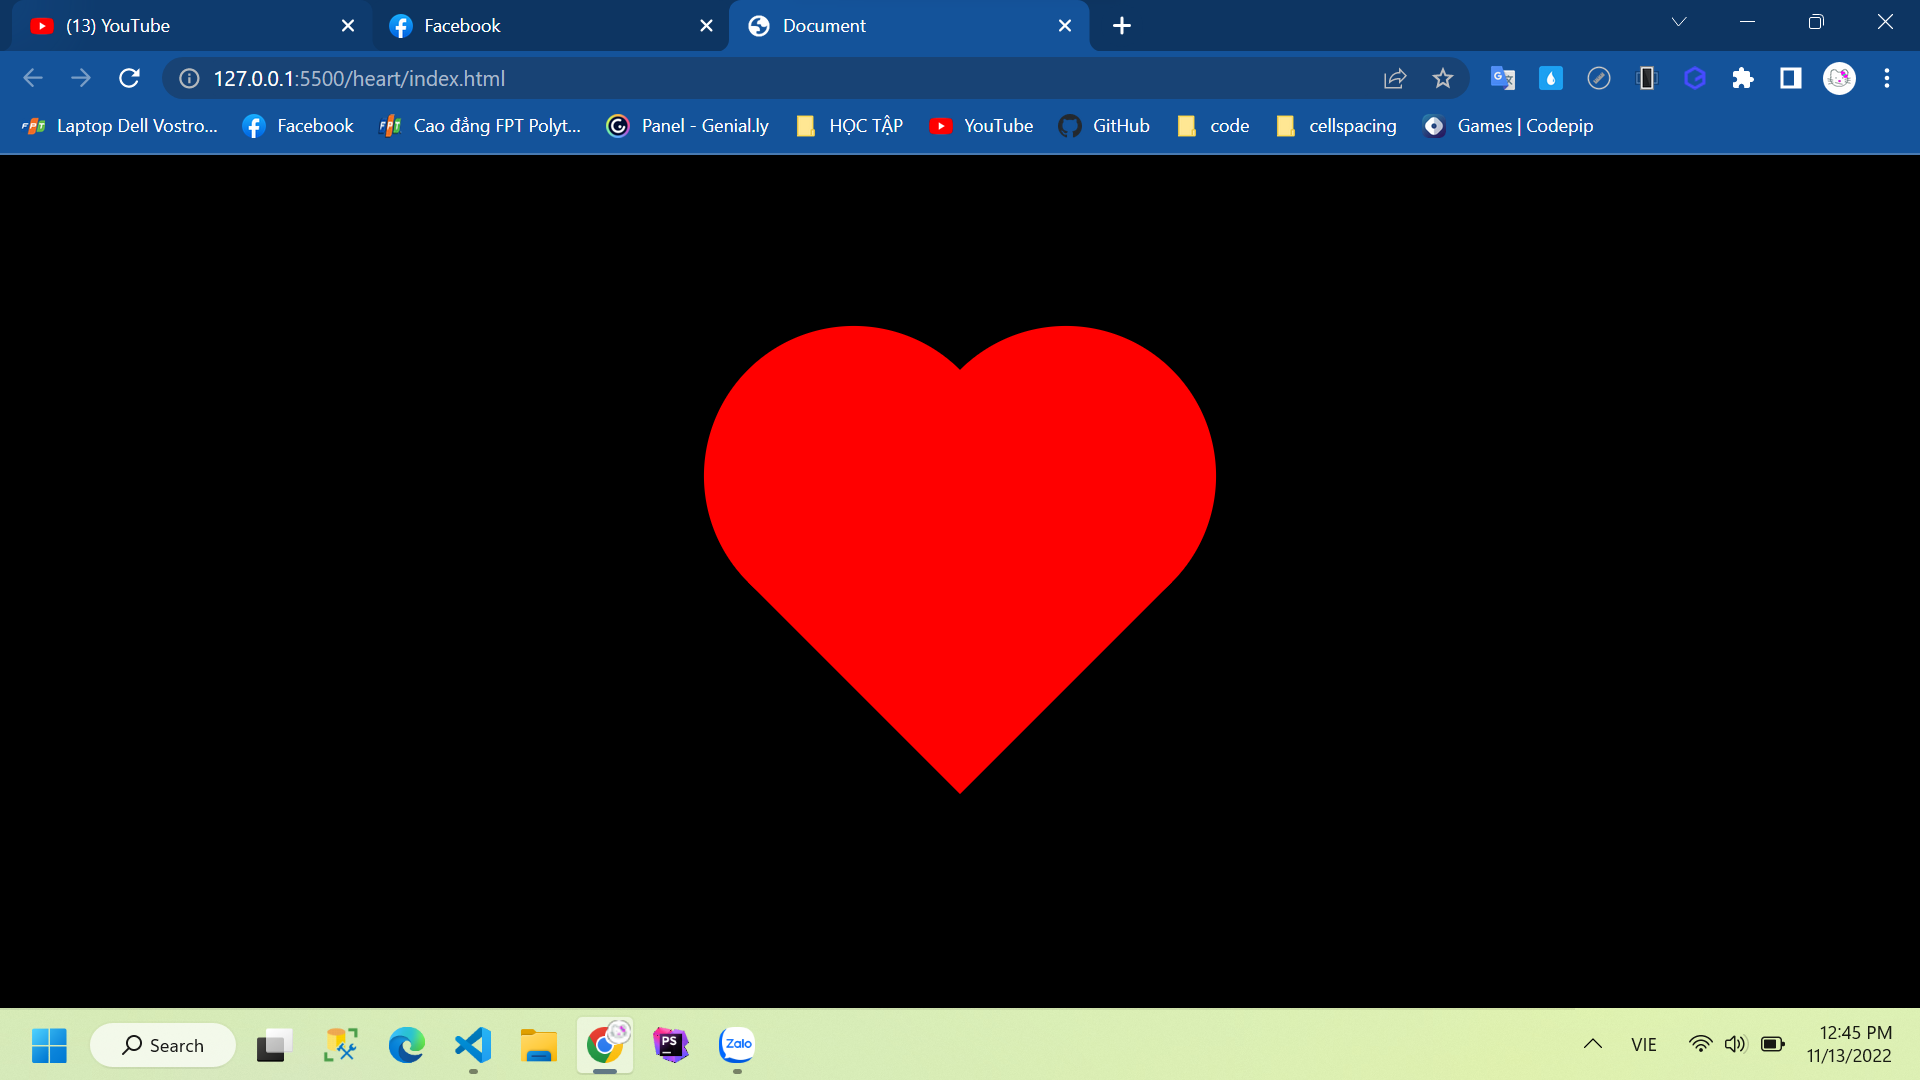 (13) YouTube
Facebook
Document
127.0.0.1:5500/heart/index.html
Laptop Dell Vostro...
Facebook
Cao đẳng FPT Polyt...
Panel - Genial.ly
HỌC TẬP
YouTube
GitHub
code
cellspacing
Games | Codepip
Search
PS
Zalo
VIE
12:45 PM
11/13/2022